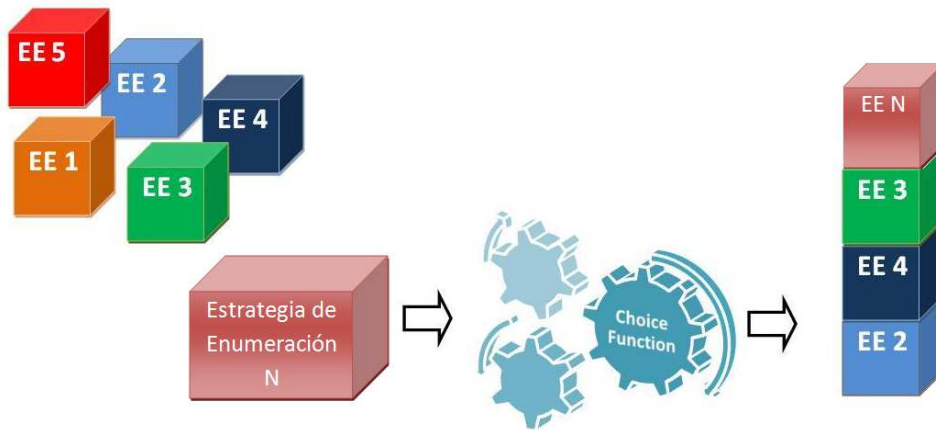 EE 5
EE 2
EE 4
EE 1
EE 3
Estrategia de
Enumeración
N
Choice
Function
EE N
EE 3
EE 4
EE 2